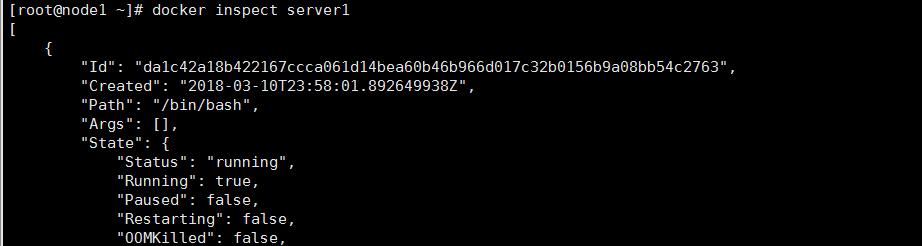 [root@node1 ~]# docker inspect server1
[
    {
        "Id": "da1c42a18b422167ccca061d14bea60b46b966d017c32b0156b9a08bb54c2763",
        "Created": "2018-03-10T23:58:01.892649938Z",
        "Path": "/bin/bash",
        "Args": [],
        "State": {
            "Status": "running",
            "Running": true,
            "Paused": false,
            "Restarting": false,
            "OOMKilled": false,